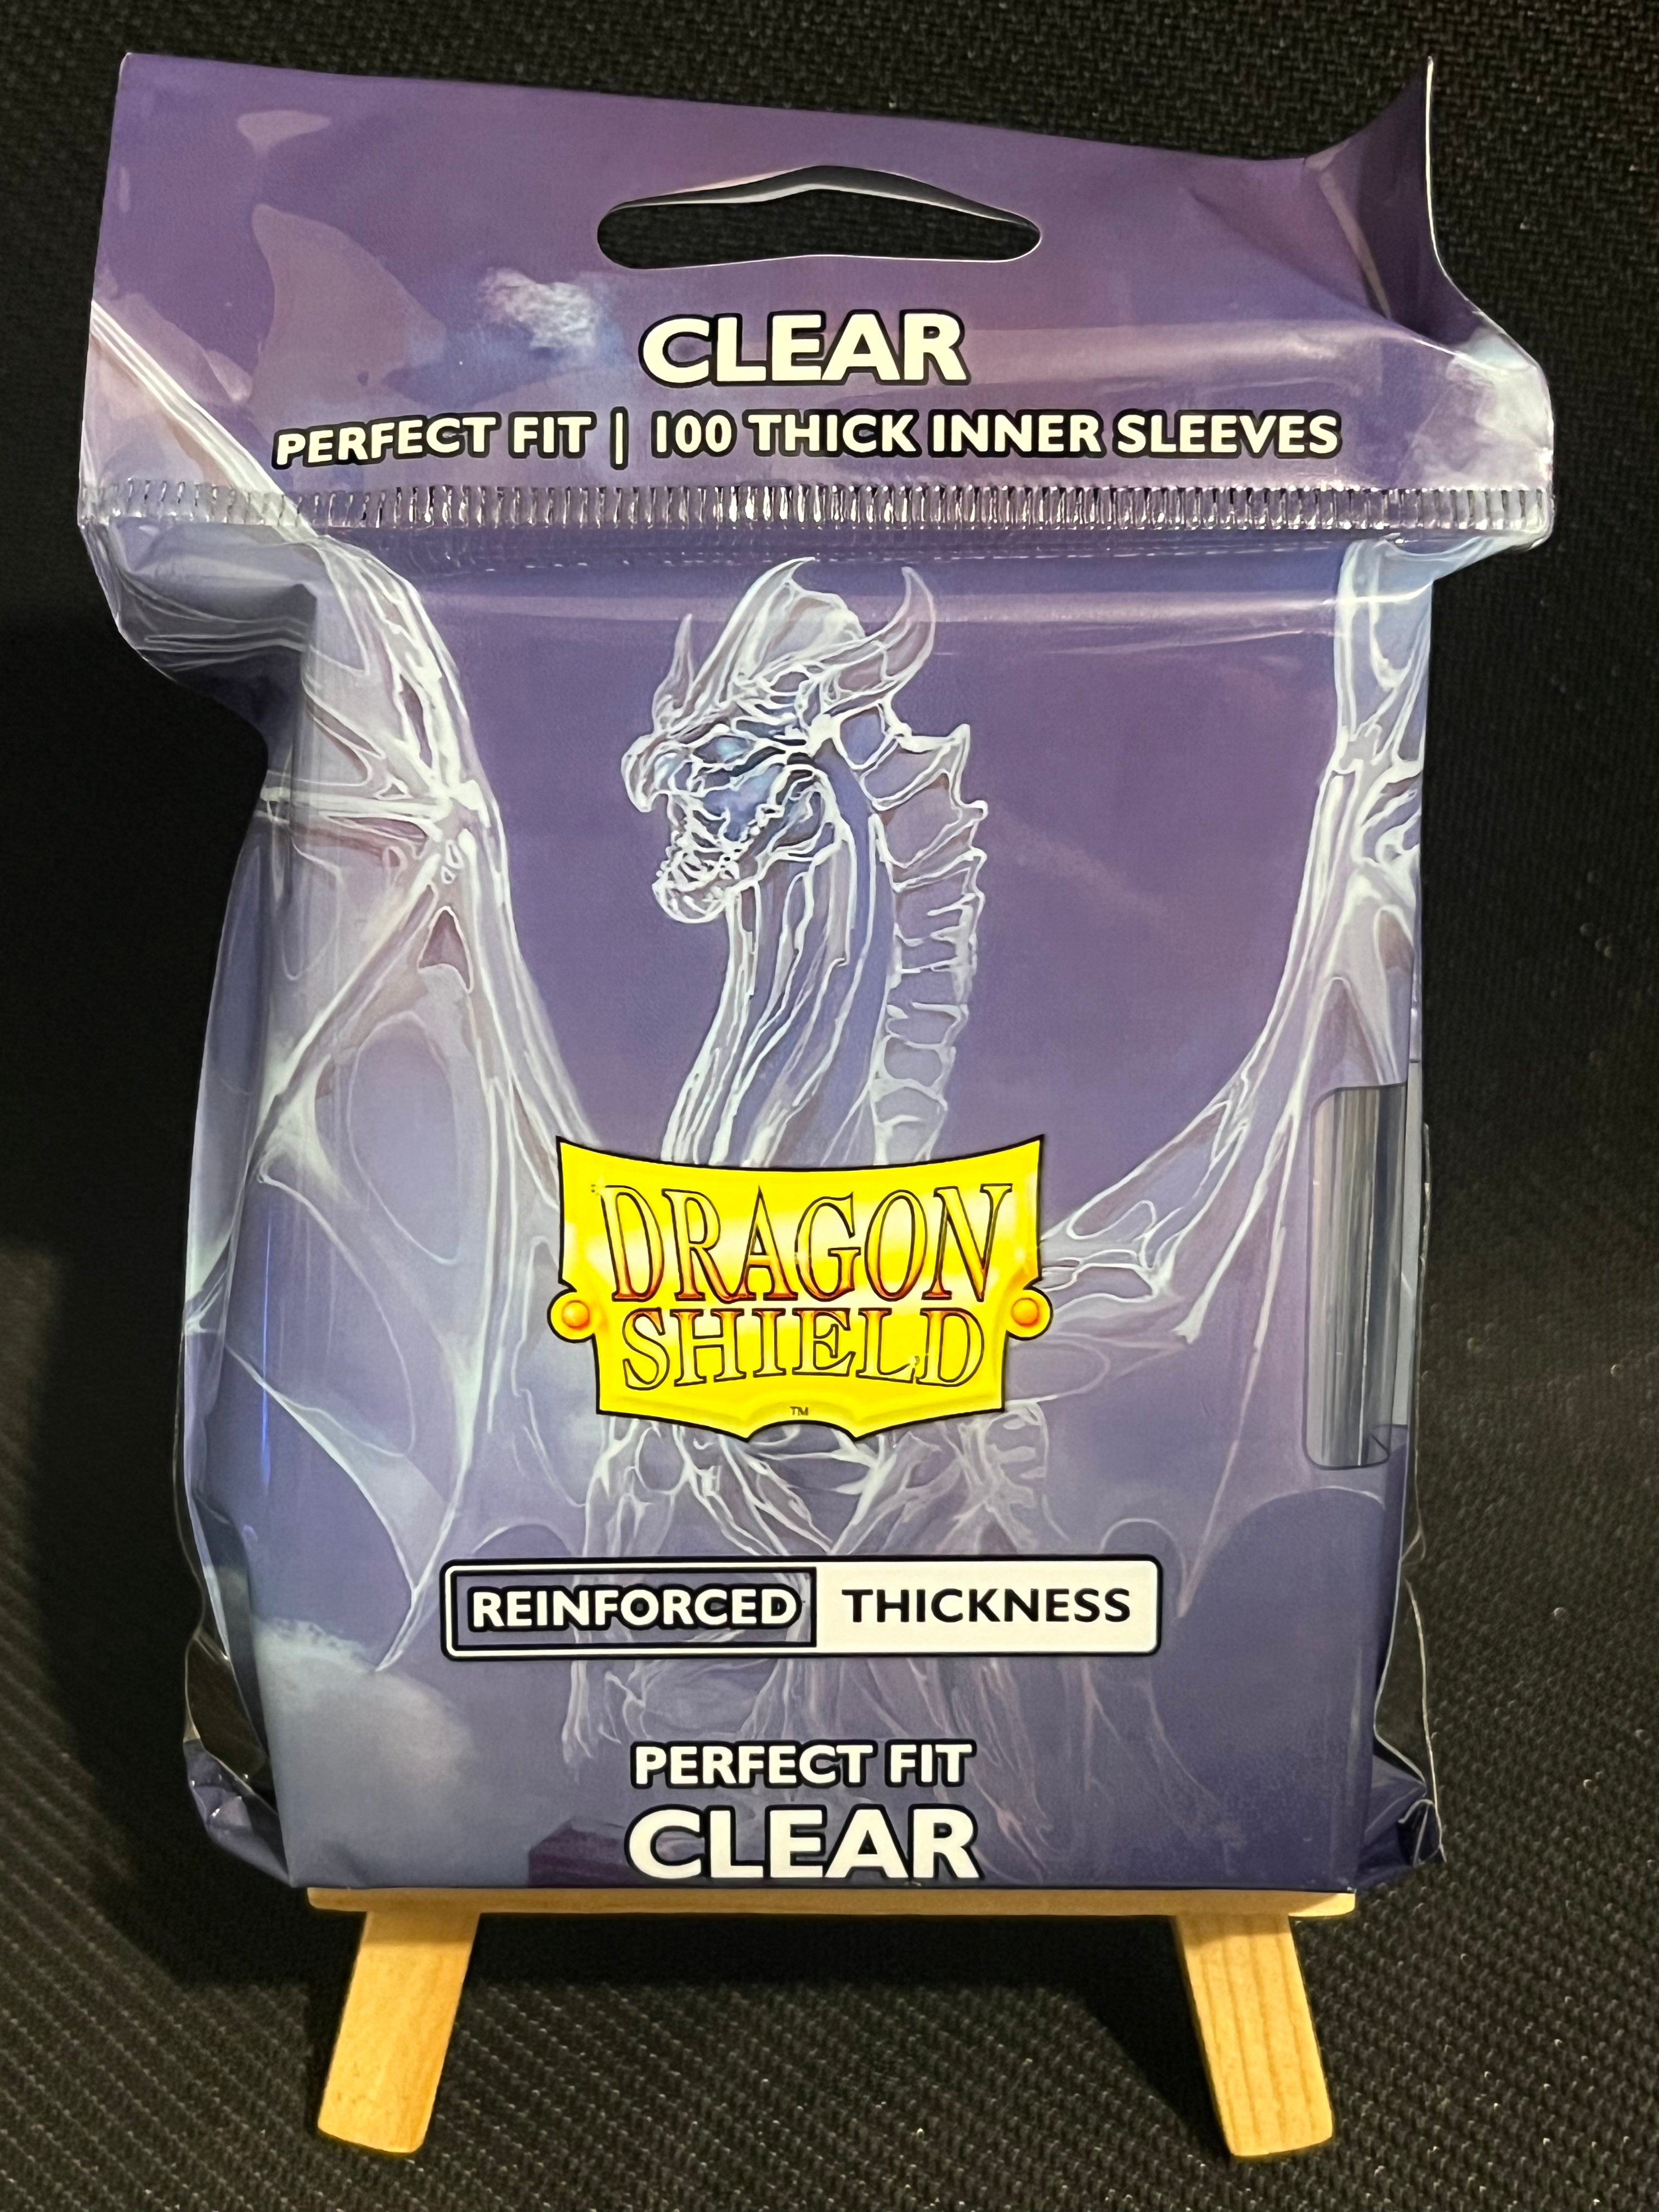 CLEAR
PERFECT FIT | 100 THICK INNER SLEEVES
DRAGON
SHIELD
™
REINFORCED THICKNESS
PERFECT FIT
CLEAR